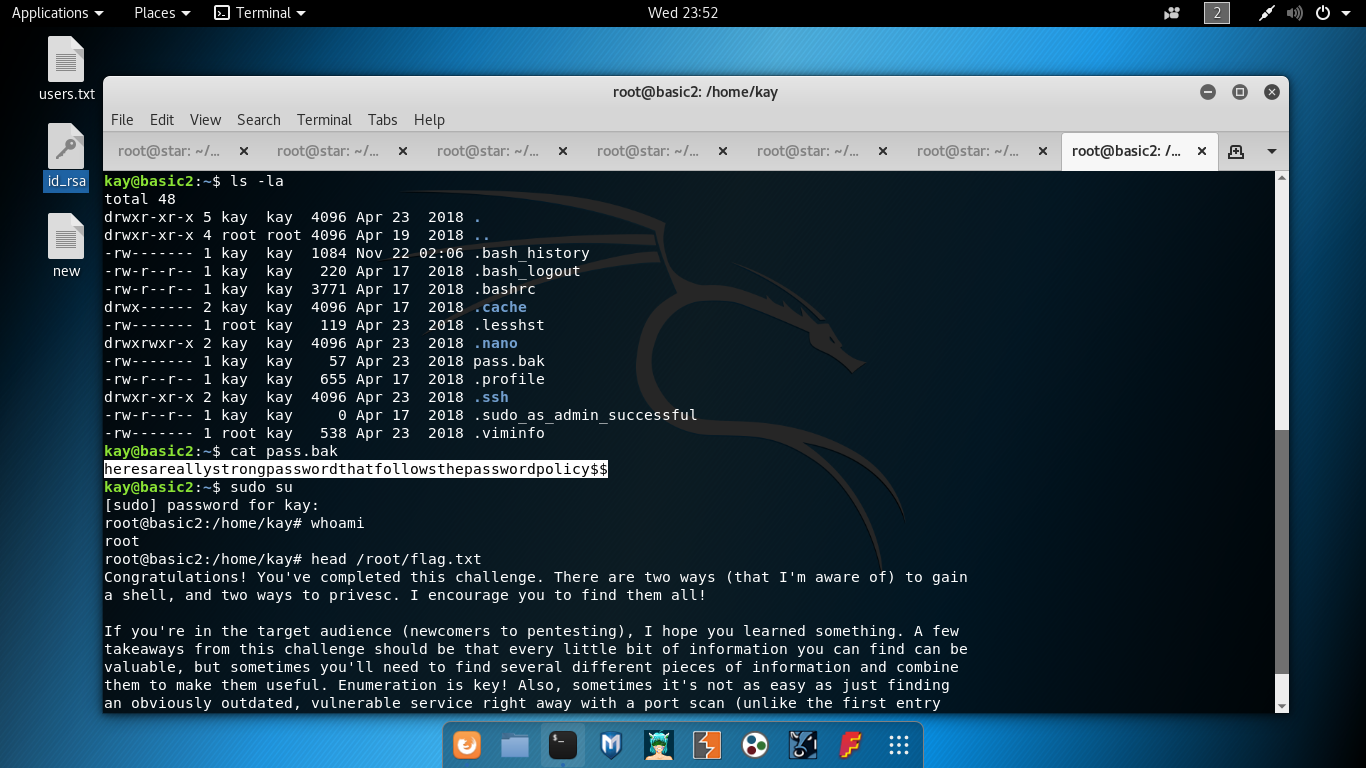 Applications Places Terminal Wed 23:52 2
users.txt
id_rsa
new
root@basic2: /home/kay
File Edit View Search Terminal Tabs Help
root@star: ~/... root@star: ~/... root@star: ~/... root@star: ~/... root@star: ~/... root@star: ~/... root@basic2: /...
kay@basic2:~$ ls -la
total 48
drwxr-xr-x 5 kay  kay  4096 Apr 23  2018 .
drwxr-xr-x 4 root root 4096 Apr 19  2018 ..
-rw------- 1 kay  kay  1084 Nov 22 02:06 .bash_history
-rw-r--r-- 1 kay  kay   220 Apr 17  2018 .bash_logout
-rw-r--r-- 1 kay  kay  3771 Apr 17  2018 .bashrc
drwx------ 2 kay  kay  4096 Apr 17  2018 .cache
-rw------- 1 root kay   119 Apr 23  2018 .lesshst
drwxrwxr-x 2 kay  kay  4096 Apr 23  2018 .nano
-rw------- 1 kay  kay    57 Apr 23  2018 pass.bak
-rw-r--r-- 1 kay  kay   655 Apr 17  2018 .profile
drwxr-xr-x 2 kay  kay  4096 Apr 23  2018 .ssh
-rw-r--r-- 1 kay  kay     0 Apr 17  2018 .sudo_as_admin_successful
-rw------- 1 root kay   538 Apr 23  2018 .viminfo
kay@basic2:~$ cat pass.bak
heresareallystrongpasswordthatfollowsthepasswordpolicy$$
kay@basic2:~$ sudo su
[sudo] password for kay:
root@basic2:/home/kay# whoami
root
root@basic2:/home/kay# head /root/flag.txt
Congratulations! You've completed this challenge. There are two ways (that I'm aware of) to gain
a shell, and two ways to privesc. I encourage you to find them all!
If you're in the target audience (newcomers to pentesting), I hope you learned something. A few
takeaways from this challenge should be that every little bit of information you can find can be
valuable, but sometimes you'll need to find several different pieces of information and combine
them to make them useful. Enumeration is key! Also, sometimes it's not as easy as just finding
an obviously outdated, vulnerable service right away with a port scan (unlike the first entry